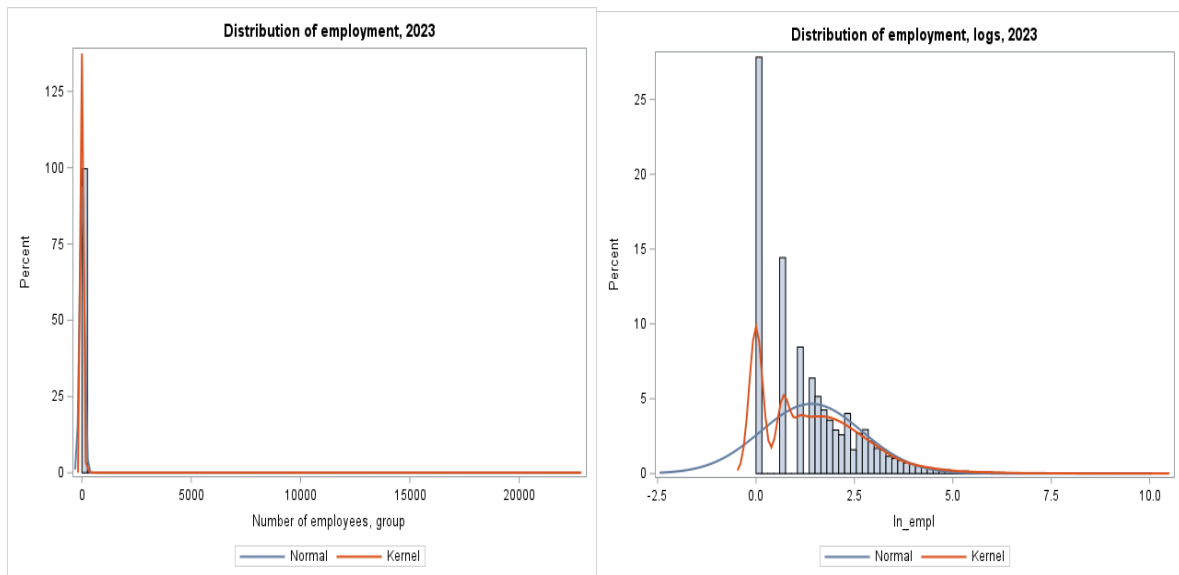 Distribution of employment, 2023
125
100
75
50
25
0
Percent
0 5000 10000 15000 20000
Number of employees, group
Normal Kernel
Distribution of employment, logs, 2023
25
20
15
10
5
0
Percent
-2.5 0.0 2.5 5.0 7.5 10.0
ln_empl
Normal Kernel